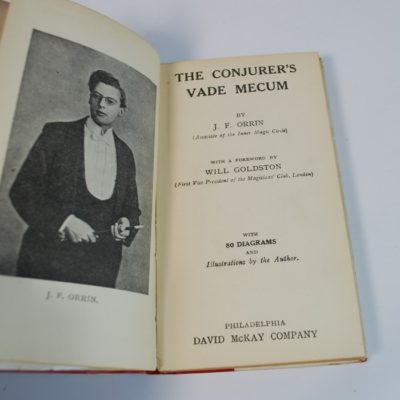 J. F. ORRIN.
THE CONJURER'S
VADE MECUM
BY
J. F. ORRIN
(Associate of the Inner Magic Circle)
WITH A FOREWORD BY
WILL GOLDSTON
(First Vice President of the Magicians' Club, London)
WITH
80 DIAGRAMS
AND
Illustrations by the Author.
PHILADELPHIA
DAVID McKAY COMPANY